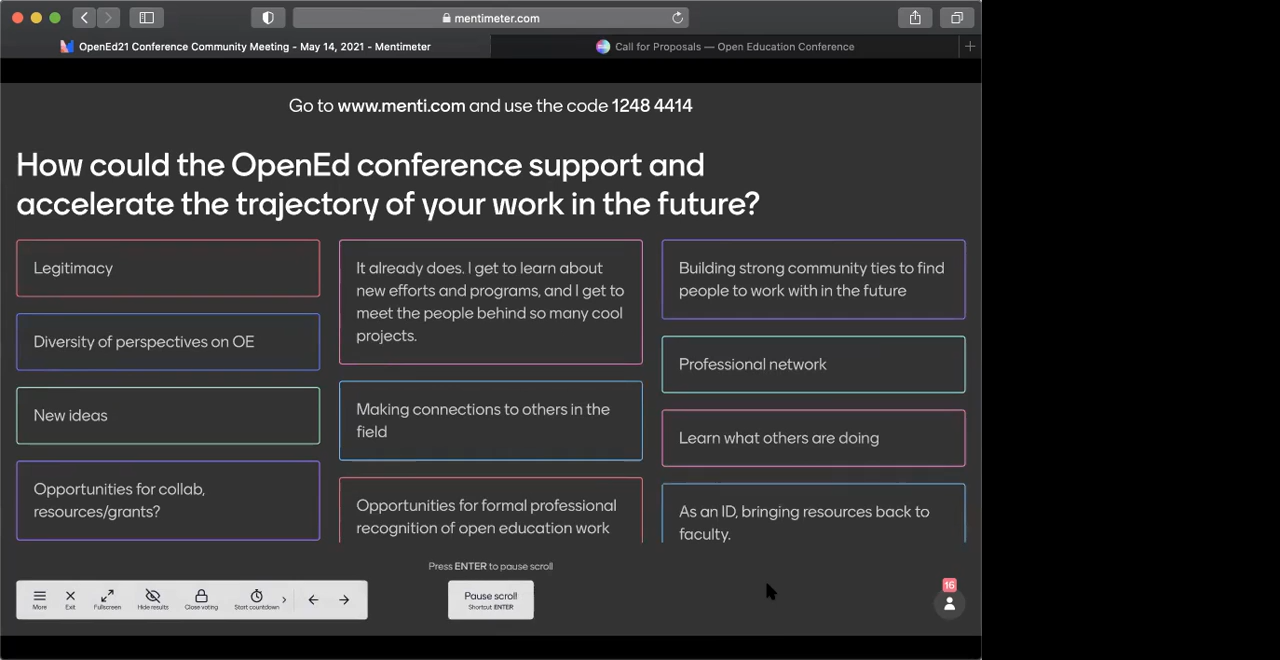 mentimeter.com
OpenEd21 Conference Community Meeting - May 14, 2021 - Mentimeter
Call for Proposals — Open Education Conference
Go to www.menti.com and use the code 1248 4414
How could the OpenEd conference support and
accelerate the trajectory of your work in the future?
Legitimacy
Diversity of perspectives on OE
New ideas
Opportunities for collab,
resources/grants?
It already does. I get to learn about
new efforts and programs, and I get to
meet the people behind so many cool
projects.
Making connections to others in the
field
Opportunities for formal professional
recognition of open education work
Building strong community ties to find
people to work with in the future
Professional network
Learn what others are doing
As an ID, bringing resources back to
faculty.
Press ENTER to pause scroll
More
Exit
Fullscreen
Hide results
Close voting
Start countdown
Pause scroll
Shortcut ENTER
16